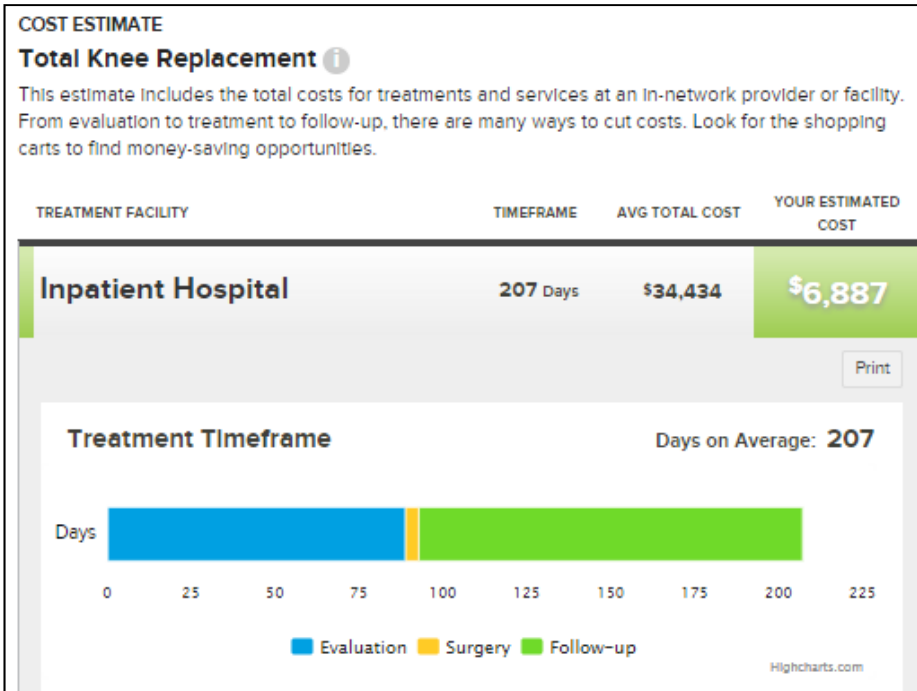 COST ESTIMATE
Total Knee Replacement i
This estimate includes the total costs for treatments and services at an in-network provider or facility.
From evaluation to treatment to follow-up, there are many ways to cut costs. Look for the shopping
carts to find money-saving opportunities.
TREATMENT FACILITY TIMEFRAME AVG TOTAL COST YOUR ESTIMATED
COST
Inpatient Hospital 207 Days $34,434 $6,887
Print
Treatment Timeframe Days on Average: 207
Days
0 25 50 75 100 125 150 175 200 225
Evaluation Surgery Follow-up
Highcharts.com